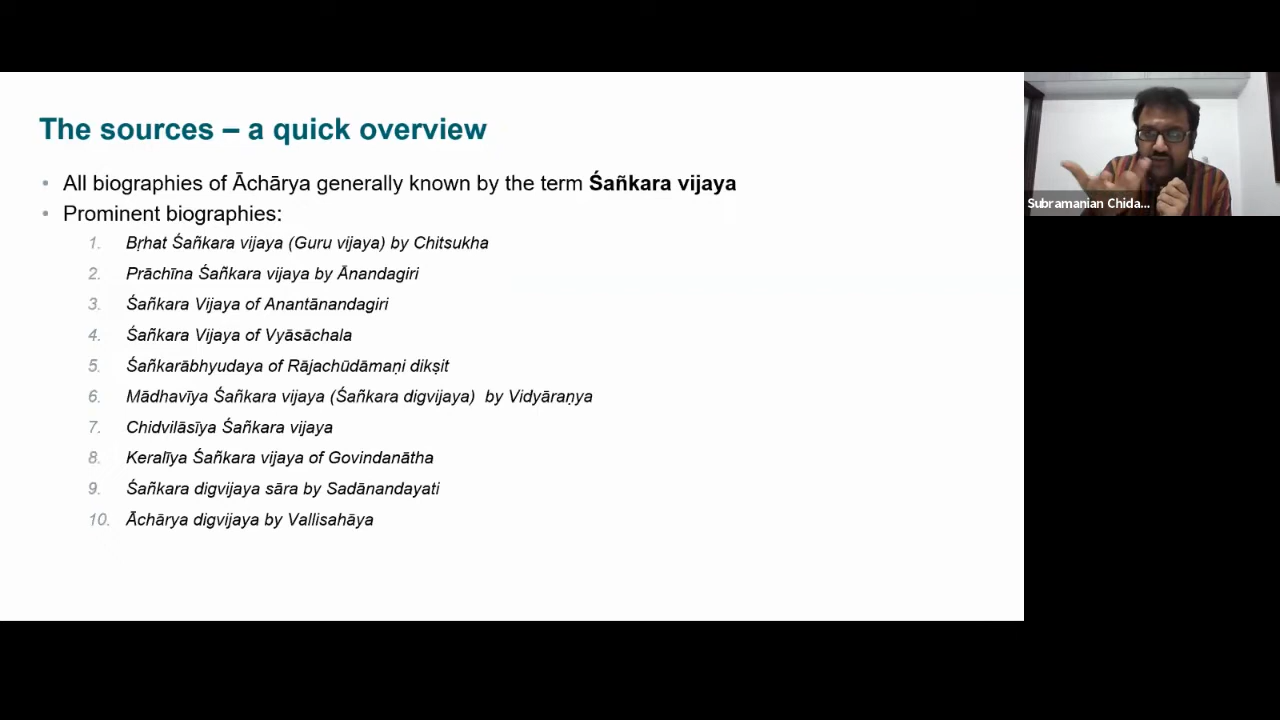 The sources – a quick overview
• All biographies of Āchārya generally known by the term Śañkara vijaya
• Prominent biographies:
1. Bṛhat Śañkara vijaya (Guru vijaya) by Chitsukha
2. Prāchīna Śañkara vijaya by Ānandagiri
3. Śañkara Vijaya of Anantānandagiri
4. Śañkara Vijaya of Vyāsāchala
5. Śañkarābhyudaya of Rājachūdāmaṇi dikṣit
6. Mādhavīya Śañkara vijaya (Śañkara digvijaya) by Vidyāraṇya
7. Chidvilāsīya Śañkara vijaya
8. Keralīya Śañkara vijaya of Govindanātha
9. Śañkara digvijaya sāra by Sadānandayati
10. Āchārya digvijaya by Vallisahāya
Subramanian Chida...